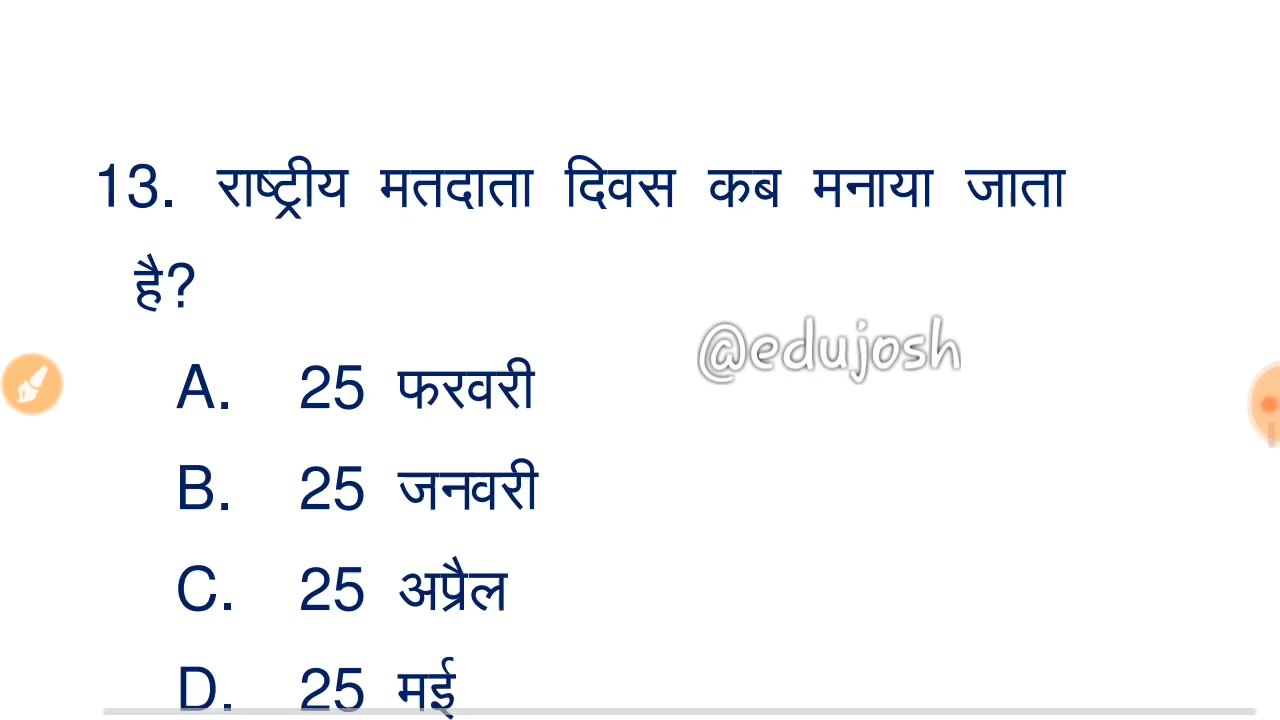 13. राष्ट्रीय मतदाता दिवस कब मनाया जाता
है?
@edujosh
A. 25 फरवरी
B. 25 जनवरी
C. 25 अप्रैल
D. 25 मई